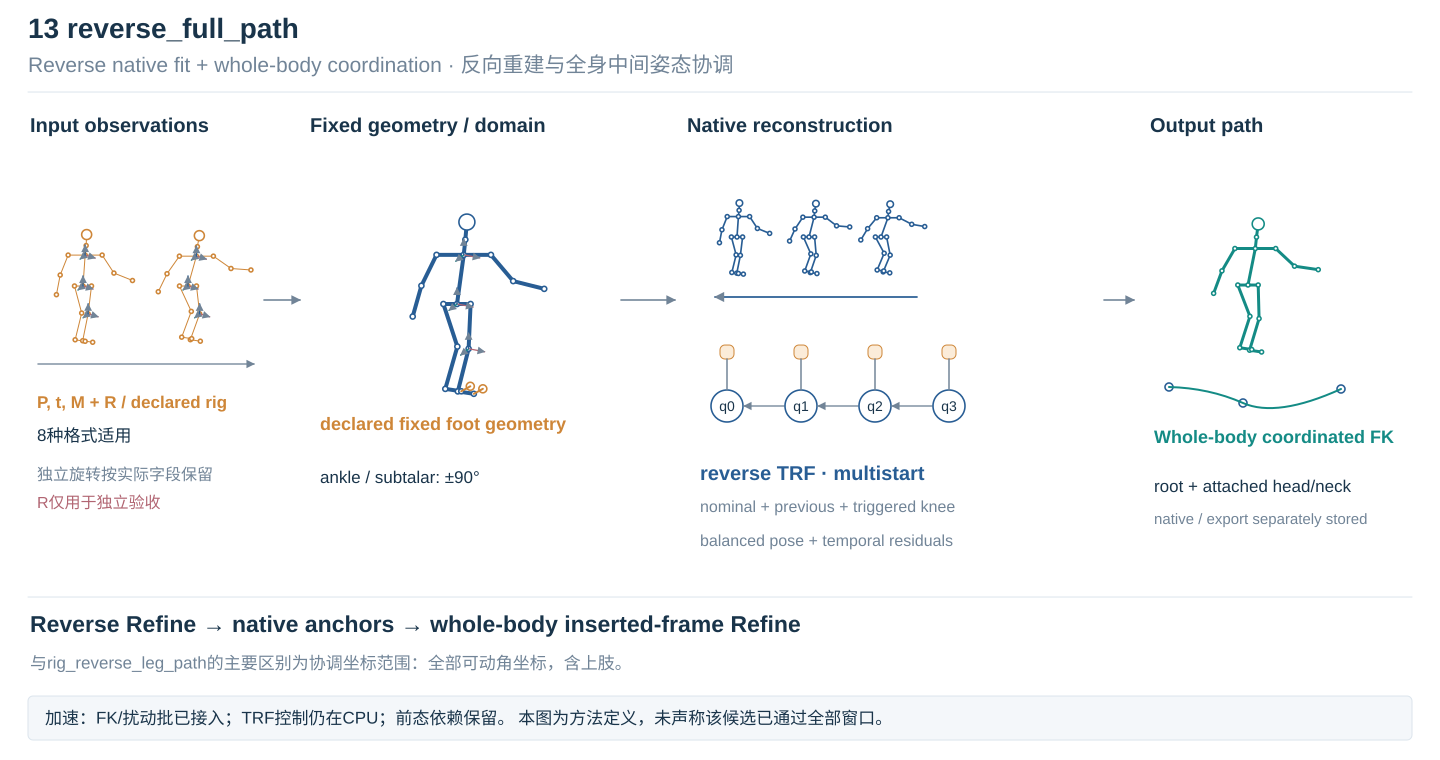 13 reverse_full_path
Reverse native fit + whole-body coordination · 反向重建与全身中间姿态协调
Input observations
Fixed geometry / domain
Native reconstruction
Output path
P, t, M + R / declared rig
8种格式适用
独立旋转按实际字段保留
R仅用于独立验收
declared fixed foot geometry
ankle / subtalar: ±90°
q0 q1 q2 q3
reverse TRF · multistart
nominal + previous + triggered knee
balanced pose + temporal residuals
Whole-body coordinated FK
root + attached head/neck
native / export separately stored
Reverse Refine → native anchors → whole-body inserted-frame Refine
与rig_reverse_leg_path的主要区别为协调坐标范围：全部可动角坐标，含上肢。
加速：FK/扰动批已接入；TRF控制仍在CPU；前态依赖保留。 本图为方法定义，未声称该候选已通过全部窗口。